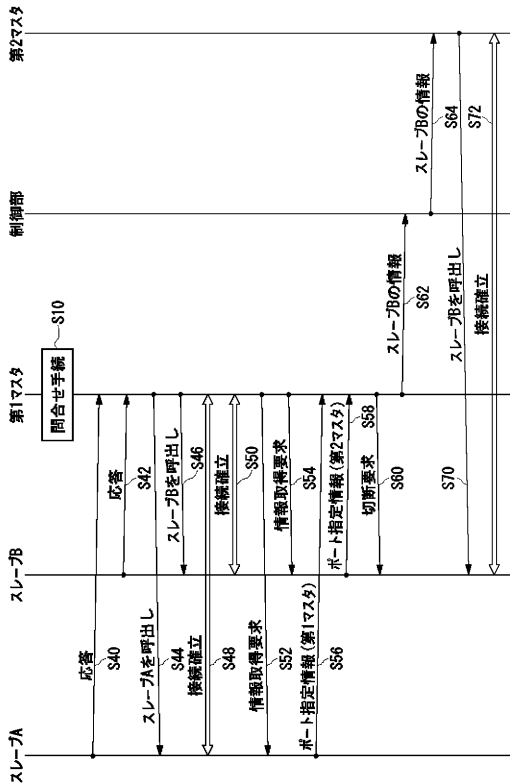 スレーブA
スレーブB
第1マスタ
制御部
第2マスタ
問合せ手続
S10
応答
S40
応答
S42
スレーブAを呼出し
S44
スレーブBを呼出し
S46
接続確立
S48
接続確立
S50
情報取得要求
S52
情報取得要求
S54
ポート指定情報(第1マスタ)
S56
ポート指定情報(第2マスタ)
S58
切断要求
S60
スレーブBの情報
S62
スレーブBの情報
S64
スレーブBを呼出し
S70
接続確立
S72